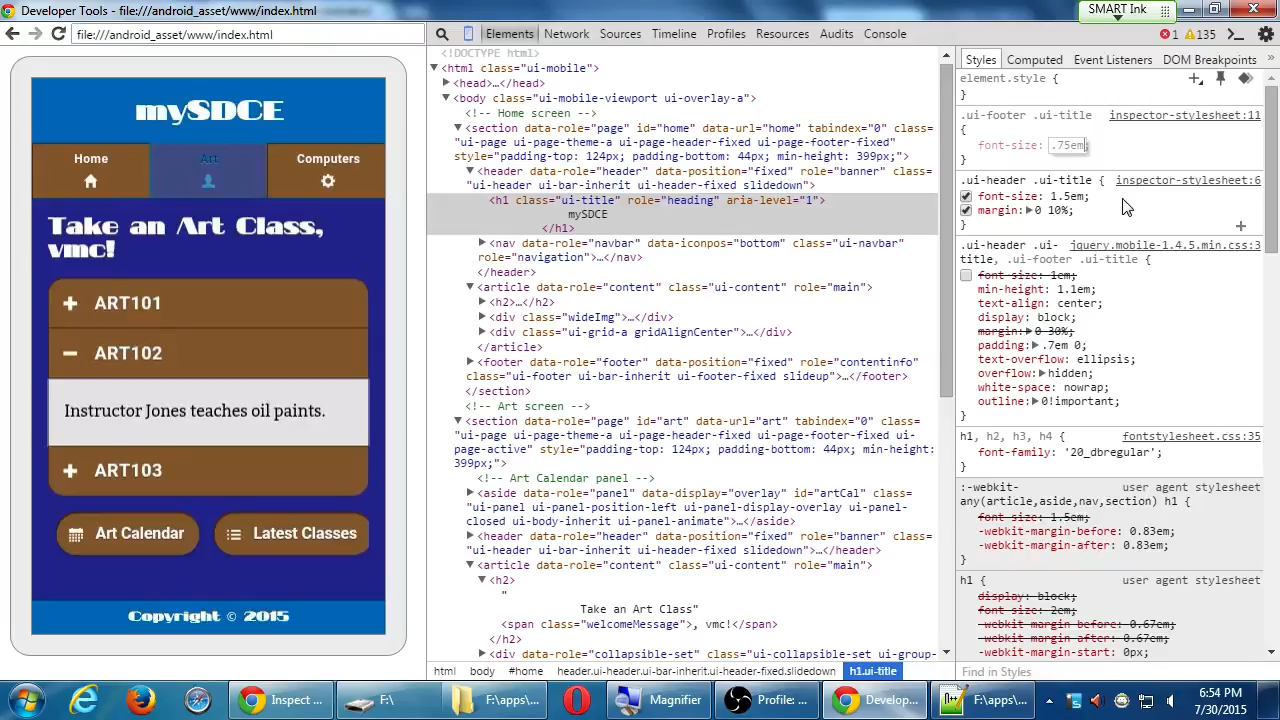 Developer Tools - file:///android_asset/www/index.html
SMART Ink
file:///android_asset/www/index.html
Elements Network Sources Timeline Profiles Resources Audits Console
1 135
mySDCE
Home Art Computers
Take an Art Class,
vmc!
ART101
ART102
Instructor Jones teaches oil paints.
ART103
Art Calendar Latest Classes
Copyright © 2015
<!DOCTYPE html>
<html class="ui-mobile">
<head>…</head>
<body class="ui-mobile-viewport ui-overlay-a">
<!-- Home screen -->
<section data-role="page" id="home" data-url="home" tabindex="0" class=
"ui-page ui-page-theme-a ui-page-header-fixed ui-page-footer-fixed"
style="padding-top: 124px; padding-bottom: 44px; min-height: 399px;">
<header data-role="header" data-position="fixed" role="banner" class=
"ui-header ui-bar-inherit ui-header-fixed slidedown">
<h1 class="ui-title" role="heading" aria-level="1">
mySDCE
</h1>
<nav data-role="navbar" data-iconpos="bottom" class="ui-navbar"
role="navigation">…</nav>
</header>
<article data-role="content" class="ui-content" role="main">
<h2>…</h2>
<div class="wideImg">…</div>
<div class="ui-grid-a gridAlignCenter">…</div>
</article>
<footer data-role="footer" data-position="fixed" role="contentinfo"
class="ui-footer ui-bar-inherit ui-footer-fixed slideup">…</footer>
</section>
<!-- Art screen -->
<section data-role="page" id="art" data-url="art" tabindex="0" class=
"ui-page ui-page-theme-a ui-page-header-fixed ui-page-footer-fixed ui-
page-active" style="padding-top: 124px; padding-bottom: 44px; min-height:
399px;">
<!-- Art Calendar panel -->
<aside data-role="panel" data-display="overlay" id="artCal" class=
"ui-panel ui-panel-position-left ui-panel-display-overlay ui-panel-
closed ui-body-inherit ui-panel-animate">…</aside>
<header data-role="header" data-position="fixed" role="banner" class=
"ui-header ui-bar-inherit ui-header-fixed slidedown">…</header>
<article data-role="content" class="ui-content" role="main">
<h2>
"
Take an Art Class"
<span class="welcomeMessage">, vmc!</span>
</h2>
<div data-role="collapsible-set" class="ui-collapsible-set ui-group-
html body #home header.ui-header.ui-bar-inherit.ui-header-fixed.slidedown h1.ui-title
Styles Computed Event Listeners DOM Breakpoints »
element.style {
}
.ui-footer .ui-title inspector-stylesheet:11
{
font-size: .75em;
}
.ui-header .ui-title { inspector-stylesheet:6
font-size: 1.5em;
margin: 0 10%;
}
.ui-header .ui- jquery.mobile-1.4.5.min.css:3
title, .ui-footer .ui-title {
font-size: 1em;
min-height: 1.1em;
text-align: center;
display: block;
margin: 0 30%;
padding: .7em 0;
text-overflow: ellipsis;
overflow: hidden;
white-space: nowrap;
outline: 0!important;
}
h1, h2, h3, h4 { fontstylesheet.css:35
font-family: '20_dbregular';
}
:-webkit- user agent stylesheet
any(article,aside,nav,section) h1 {
font-size: 1.5em;
-webkit-margin-before: 0.83em;
-webkit-margin-after: 0.83em;
}
h1 { user agent stylesheet
display: block;
font-size: 2em;
-webkit-margin-before: 0.67em;
-webkit-margin-after: 0.67em;
-webkit-margin-start: 0px;
Find in Styles
Inspect ... F:\ F:\apps\... Magnifier Profile: ... Develop... F:\apps\...
6:54 PM
7/30/2015